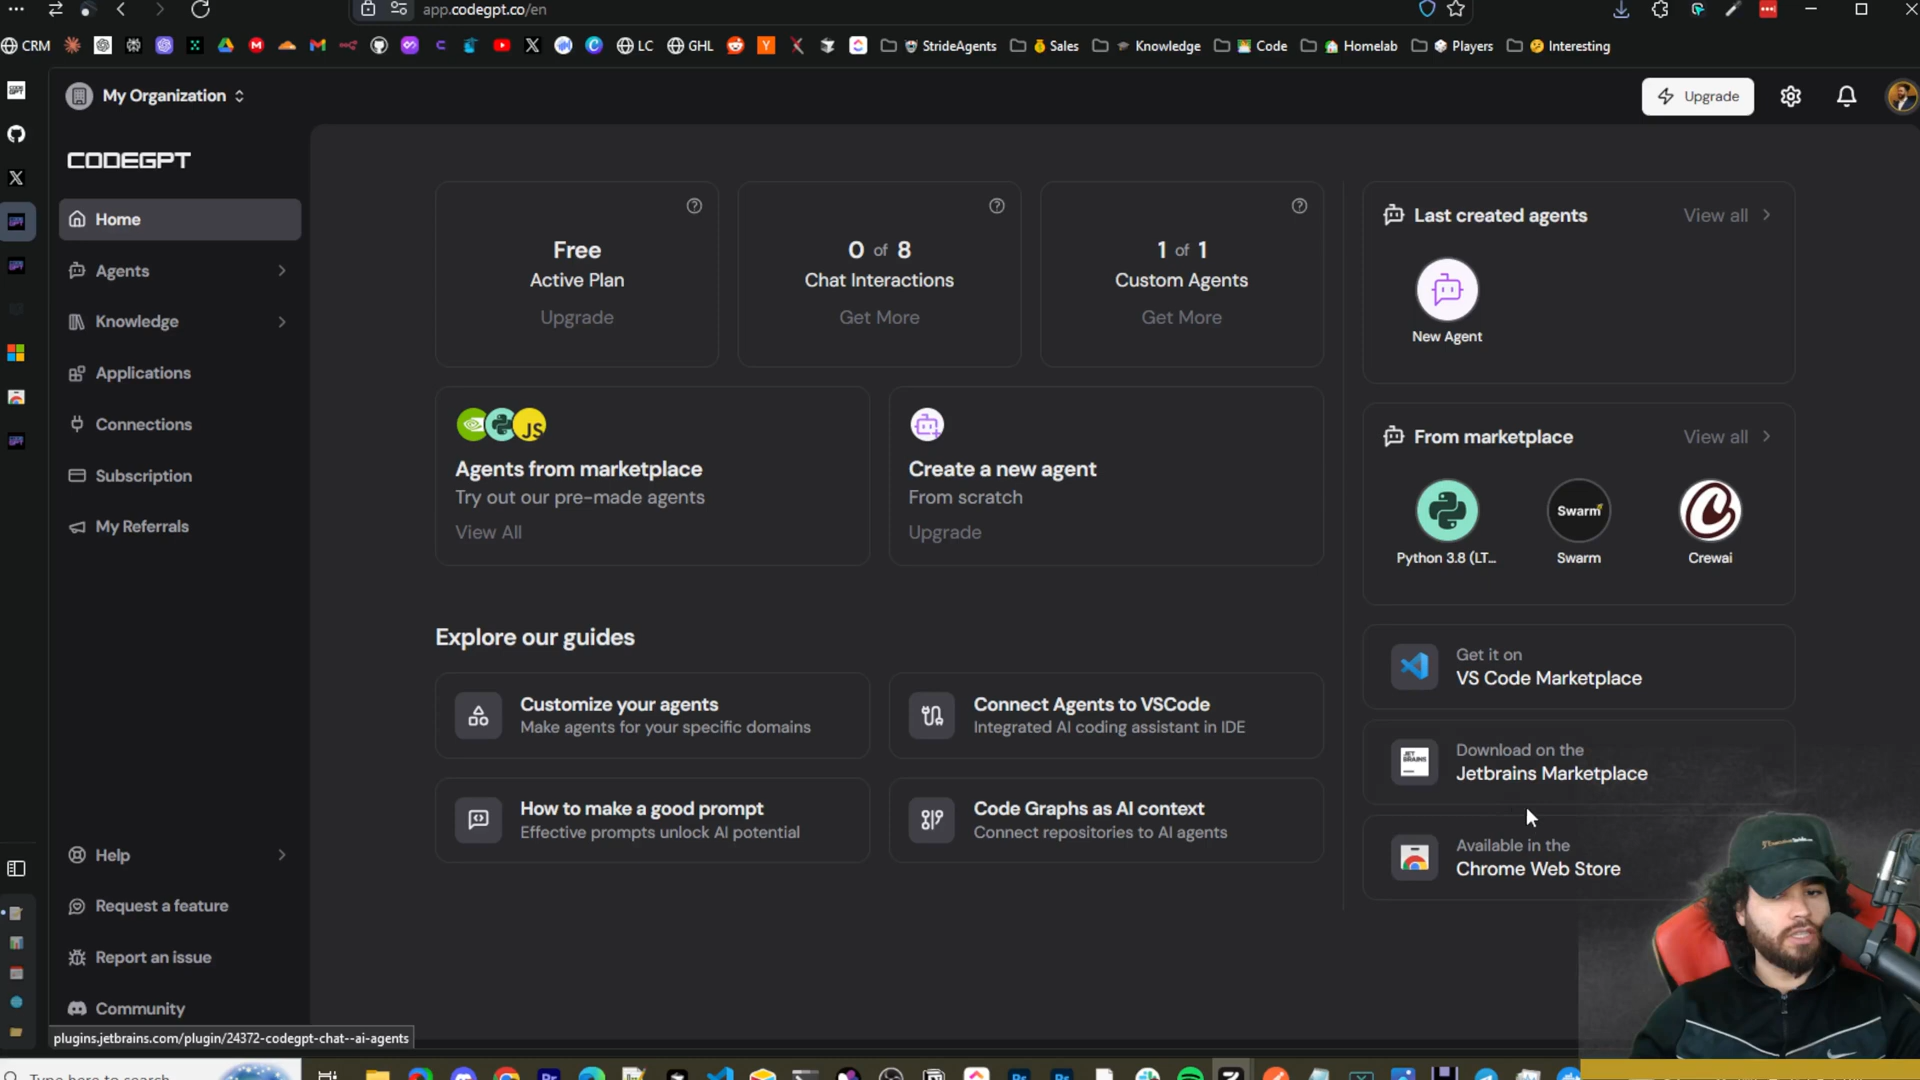 app.codegpt.co/en
CRM
LC
GHL
StrideAgents
Sales
Knowledge
Code
Homelab
Players
Interesting
My Organization
Upgrade
CODEGPT
Home
Agents
Knowledge
Applications
Connections
Subscription
My Referrals
Help
Request a feature
Report an issue
Community
Free
Active Plan
Upgrade
0 of 8
Chat Interactions
Get More
1 of 1
Custom Agents
Get More
JS
Agents from marketplace
Try out our pre-made agents
View All
Create a new agent
From scratch
Upgrade
Explore our guides
Customize your agents
Make agents for your specific domains
Connect Agents to VSCode
Integrated AI coding assistant in IDE
How to make a good prompt
Effective prompts unlock AI potential
Code Graphs as AI context
Connect repositories to AI agents
Last created agents
View all
New Agent
From marketplace
View all
Swarm
Python 3.8 (LT...
Swarm
Crewai
Get it on
VS Code Marketplace
JET
BRAINS
Download on the
Jetbrains Marketplace
Available in the
Chrome Web Store
plugins.jetbrains.com/plugin/24372-codegpt-chat--ai-agents
Type here to search